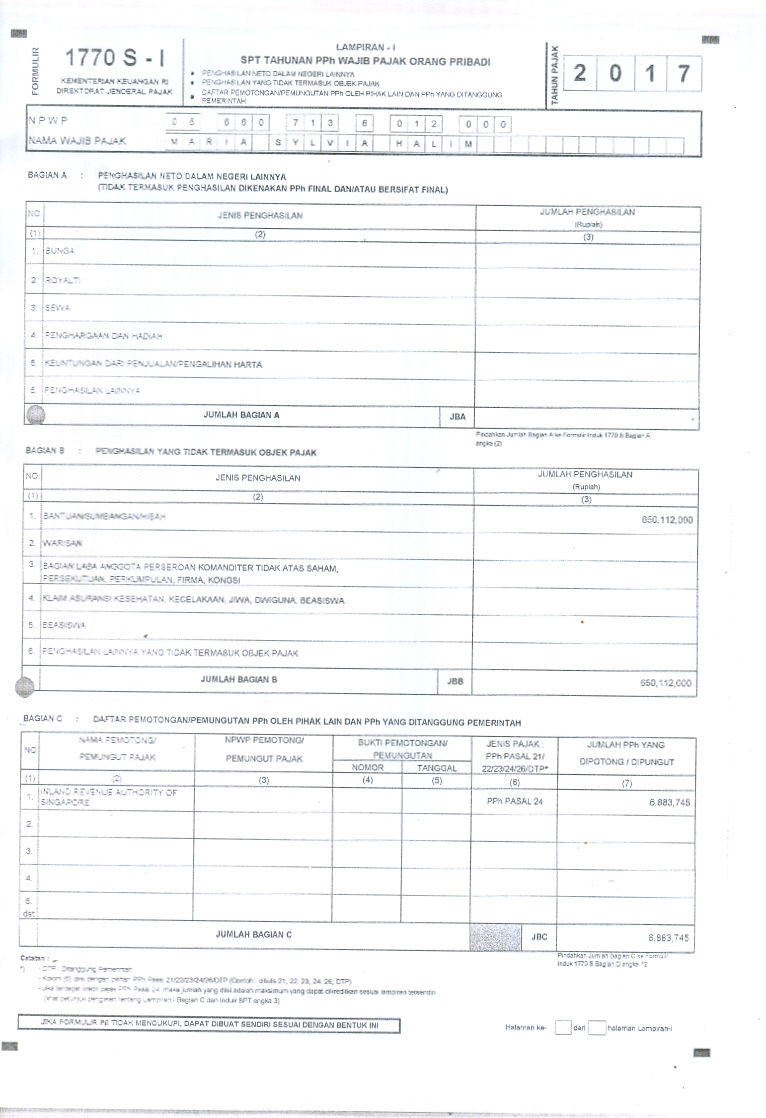 FORMULIR
1770 S - I
KEMENTERIAN KEUANGAN RI
DIREKTORAT JENDERAL PAJAK
LAMPIRAN - I
SPT TAHUNAN PPh WAJIB PAJAK ORANG PRIBADI
• PENGHASILAN NETO DALAM NEGERI LAINNYA
• PENGHASILAN YANG TIDAK TERMASUK OBJEK PAJAK
• DAFTAR PEMOTONGAN/PEMUNGUTAN PPh OLEH PIHAK LAIN DAN PPh YANG DITANGGUNG
PEMERINTAH
TAHUN PAJAK
2 0 1 7
NPWP 713 012 000
NAMA WAJIB PAJAK MARIA SYLVIA HALIM
BAGIAN A : PENGHASILAN NETO DALAM NEGERI LAINNYA
(TIDAK TERMASUK PENGHASILAN DIKENAKAN PPh FINAL DAN/ATAU BERSIFAT FINAL)
NO. JENIS PENGHASILAN JUMLAH PENGHASILAN
(Rupiah)
(1) (2) (3)
1. BUNGA
2. ROYALTI
3. SEWA
4. PENGHARGAAN DAN HADIAH
5. KEUNTUNGAN DARI PENJUALAN/PENGALIHAN HARTA
6. PENGHASILAN LAINNYA
JUMLAH BAGIAN A JBA -
Pindahkan Jumlah Bagian A ke Formulir Induk 1770 S Bagian A
angka (2)
BAGIAN B : PENGHASILAN YANG TIDAK TERMASUK OBJEK PAJAK
NO. JENIS PENGHASILAN JUMLAH PENGHASILAN
(Rupiah)
(1) (2) (3)
1. BANTUAN/SUMBANGAN/HIBAH 650,112,000
2. WARISAN
3. BAGIAN LABA ANGGOTA PERSEROAN KOMANDITER TIDAK ATAS SAHAM,
PERSEKUTUAN, PERKUMPULAN, FIRMA, KONGSI
4. KLAIM ASURANSI KESEHATAN, KECELAKAAN, JIWA, DWIGUNA, BEASISWA
5. BEASISWA
6. PENGHASILAN LAINNYA YANG TIDAK TERMASUK OBJEK PAJAK
JUMLAH BAGIAN B JBB 650,112,000
BAGIAN C : DAFTAR PEMOTONGAN/PEMUNGUTAN PPh OLEH PIHAK LAIN DAN PPh YANG DITANGGUNG PEMERINTAH
NO NAMA PEMOTONG/ NPWP PEMOTONG/ BUKTI PEMOTONGAN/ JENIS PAJAK : JUMLAH PPh YANG
PEMUNGUT PAJAK PEMUNGUT PAJAK PEMUNGUTAN PPh PASAL 21/ DIPOTONG / DIPUNGUT
NOMOR TANGGAL 22/23/24/26/DTP*
(1) (2) (3) (4) (5) (6) (7)
1. INLAND REVENUE AUTHORITY OF
SINGAPORE PPh PASAL 24 6,883,745
2.
3.
4.
5.
dst
JUMLAH BAGIAN C JBC 6,883,745
Pindahkan Jumlah Bagian C ke Formulir
Induk 1770 S Bagian D angka 12
Catatan :
*) - DTP : Ditanggung Pemerintah
- Kolom (6) diisi dengan pilihan PPh Pasal 21/22/23/24/26/DTP (Contoh : ditulis 21, 22, 23, 24, 26, DTP)
- Jika terdapat kredit pajak PPh Pasal 24, maka jumlah yang diisi adalah maksimum yang dapat dikreditkan sesuai lampiran tersendiri
(lihat petunjuk pengisian tentang Lampiran I Bagian C dan Induk SPT angka 3)
JIKA FORMULIR INI TIDAK MENCUKUPI, DAPAT DIBUAT SENDIRI SESUAI DENGAN BENTUK INI
Halaman ke- dari halaman Lampiran-I